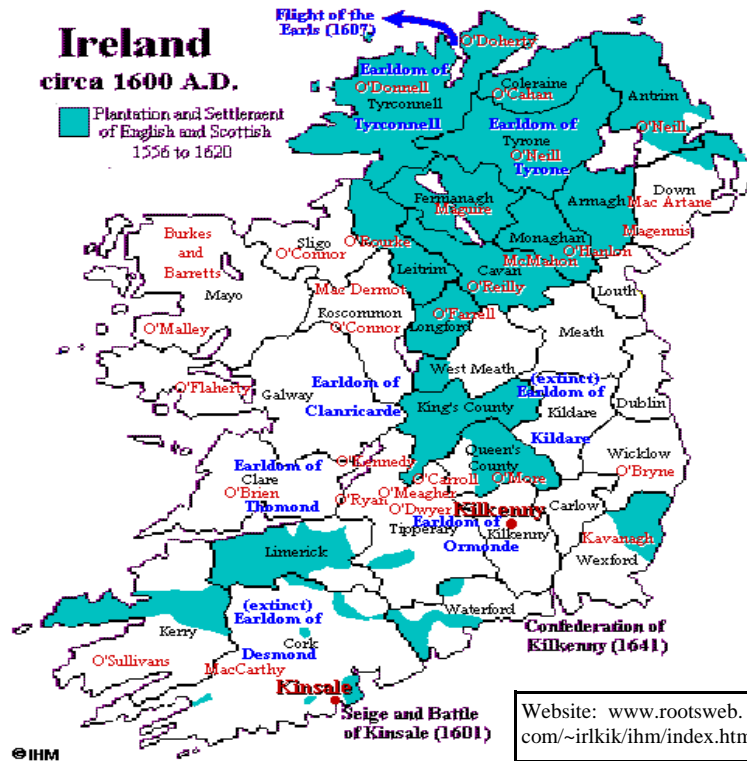 Ireland
circa 1600 A.D.
Plantation and Settlement
of English and Scottish
1556 to 1620
Flight of the
Earls (1607)
O'Doherty
Earldom of
O'Donnell
Tyrconnell
Tyrconnell
Coleraine
O'Cahan
Antrim
O'Neill
Earldom of
Tyrone
O'Neill
Tyrone
Down
Mac Artane
Magennis
Fermanagh
Maguire
Armagh
O'Hanlon
Monaghan
McMahon
Cavan
O'Reilly
Burkes
and
Barretts
Mayo
O'Malley
Sligo
O'Connor
O'Rourke
Leitrim
Mac Dermot
Roscommon
O'Connor
O'Farrell
Longford
Louth
Meath
West Meath
O'Flaherty
Galway
Earldom of
Clanricarde
King's County
(extinct)
Earldom of
Kildare
Kildare
Dublin
Queen's
County
O'More
Wicklow
O'Bryne
Earldom of
Clare
O'Brien
Thomond
O'Kennedy
O'Carroll
O'Ryan
O'Meagher
O'Dwyer
Tipperary
Earldom of
Ormonde
Kilkenny
Kilkenny
Carlow
Kavanagh
Wexford
Limerick
Waterford
Confederation of
Kilkenny (1641)
Kerry
O'Sullivans
(extinct)
Earldom of
Cork
Desmond
MacCarthy
Kinsale
Seige and Battle
of Kinsale (1601)
Website: www.rootsweb.
com/~irlkik/ihm/index.htm
©IHM